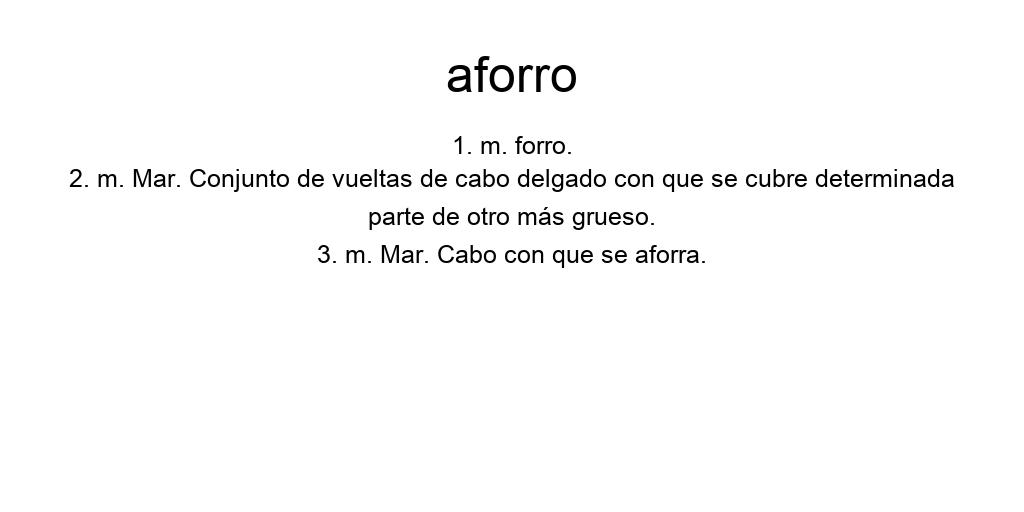 aforro
1. m. forro.
2. m. Mar. Conjunto de vueltas de cabo delgado con que se cubre determinada
parte de otro más grueso.
3. m. Mar. Cabo con que se aforra.